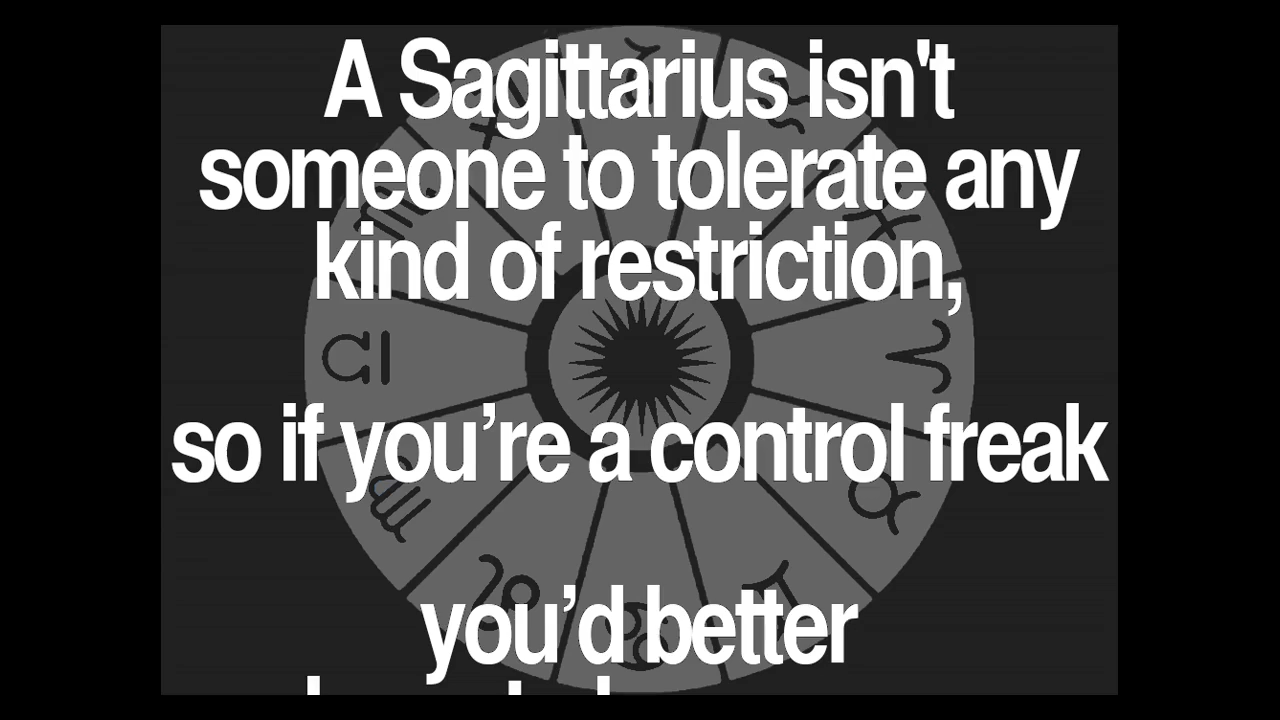 A Sagittarius isn't
someone to tolerate any
kind of restriction,
so if you’re a control freak
you’d better